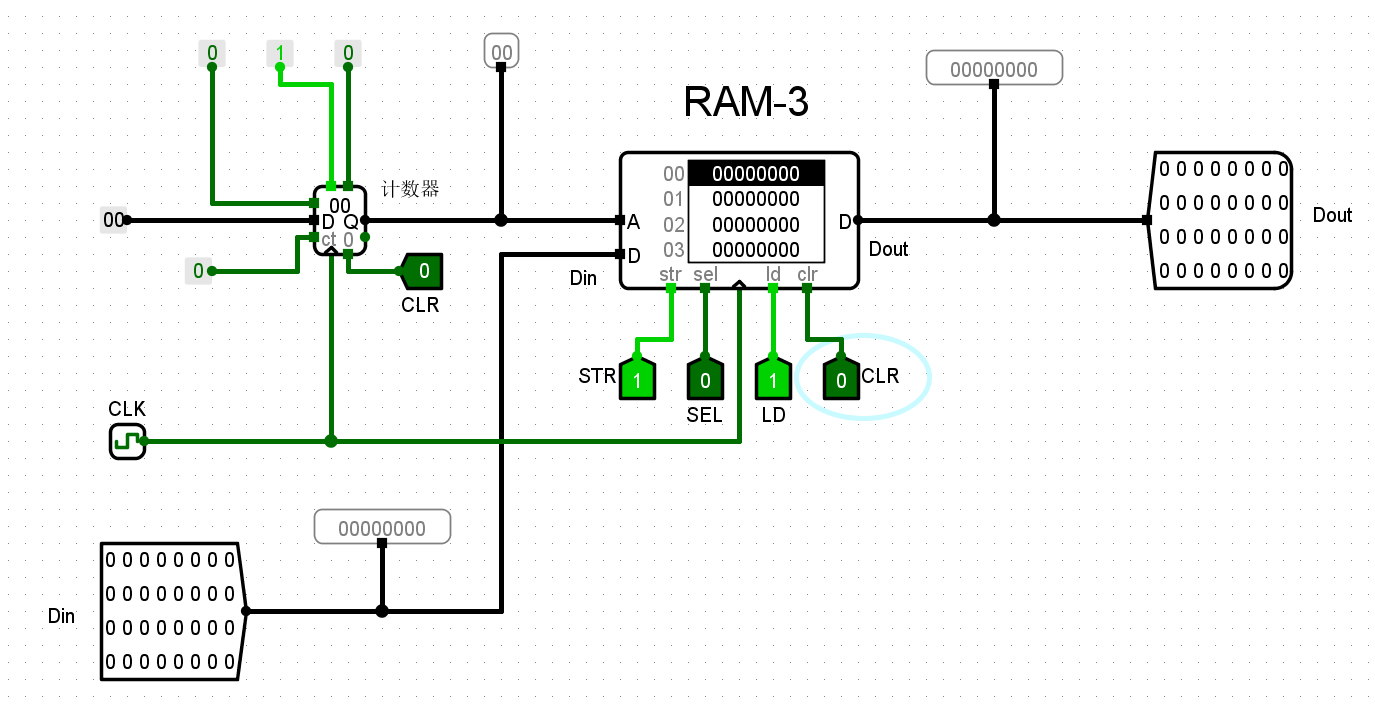 0 1 0
00
00000000
RAM-3
计数器
00
D Q
ct 0
00
0
0
CLR
00 00000000
01 00000000
02 00000000
03 00000000
A
D
D
str sel ld clr
Din
Dout
0 0 0 0 0 0 0 0
0 0 0 0 0 0 0 0
0 0 0 0 0 0 0 0
0 0 0 0 0 0 0 0
Dout
STR 1
0
SEL
1
LD
0 CLR
CLK
00000000
Din
0 0 0 0 0 0 0 0
0 0 0 0 0 0 0 0
0 0 0 0 0 0 0 0
0 0 0 0 0 0 0 0